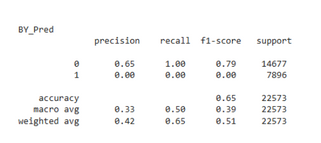 BY_Pred
precision recall f1-score support
0 0.65 1.00 0.79 14677
1 0.00 0.00 0.00 7896
accuracy 0.65 22573
macro avg 0.33 0.50 0.39 22573
weighted avg 0.42 0.65 0.51 22573